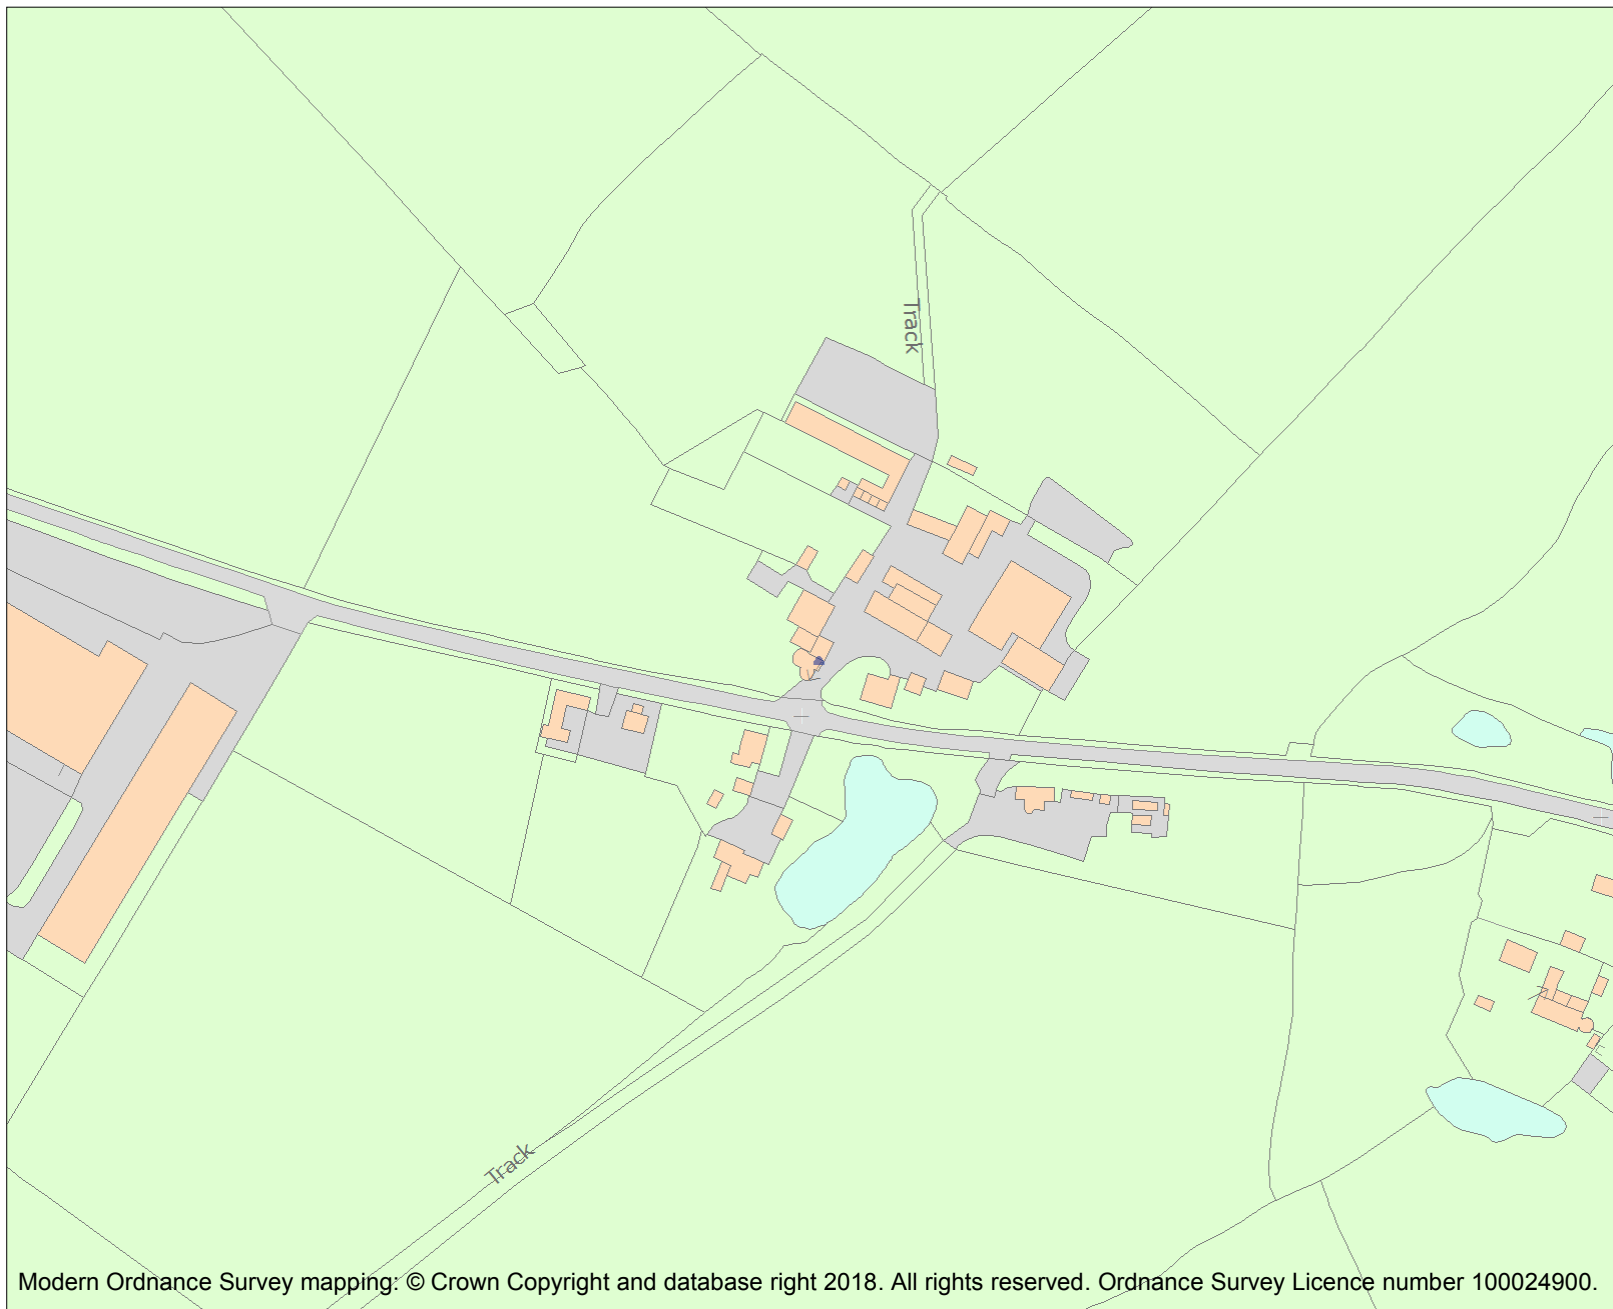 Track
Track
Modern Ordnance Survey mapping: © Crown Copyright and database right 2018. All rights reserved. Ordnance Survey Licence number 100024900.